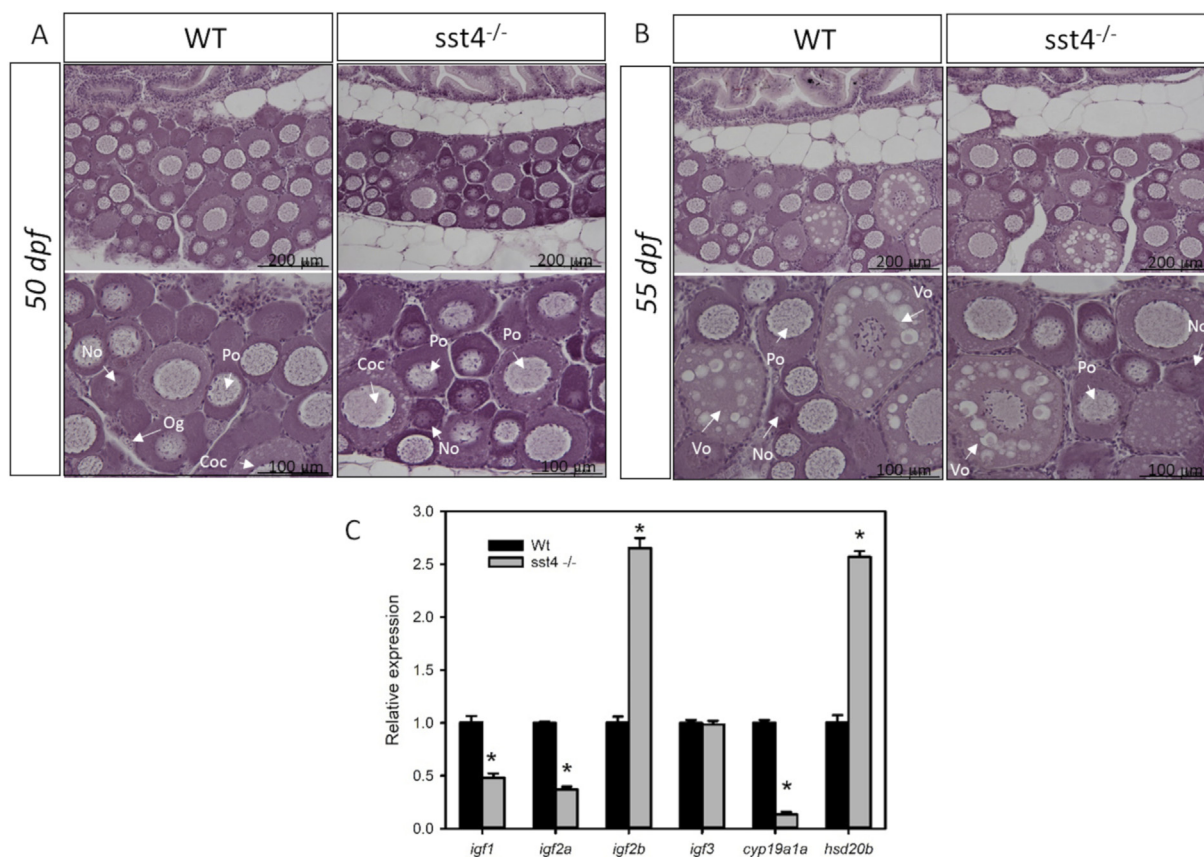 A
WT
sst4-/-
50 dpf
200 µm
200 µm
No
Po
Og
Coc
100 µm
Coc
Po
Po
No
100 µm
B
WT
sst4-/-
55 dpf
200 µm
200 µm
Vo
Po
Vo
No
100 µm
No
Po
Vo
100 µm
C
Wt
sst4 -/-
Relative expression
3.0
2.5
2.0
1.5
1.0
0.5
0.0
*
*
*
*
*
igf1
igf2a
igf2b
igf3
cyp19a1a
hsd20b